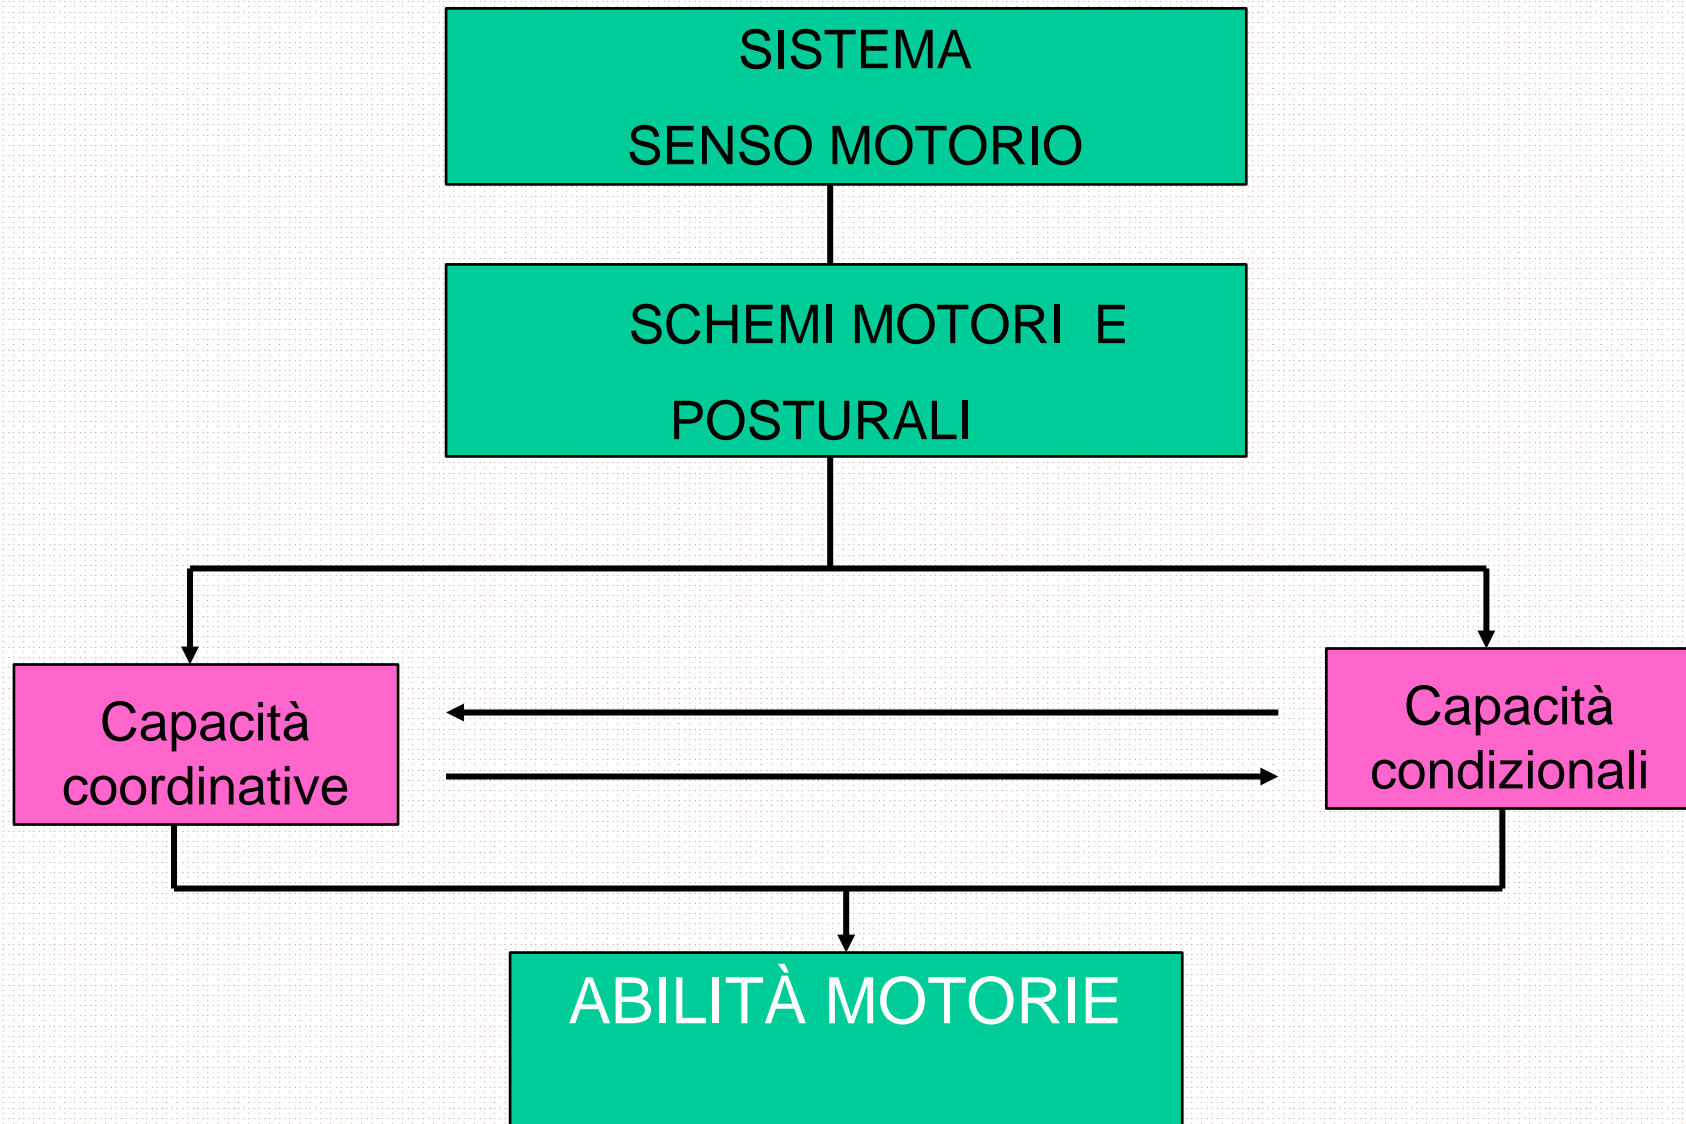 SISTEMA
SENSO MOTORIO
SCHEMI MOTORI E
POSTURALI
Capacità
coordinative
Capacità
condizionali
ABILITÀ MOTORIE